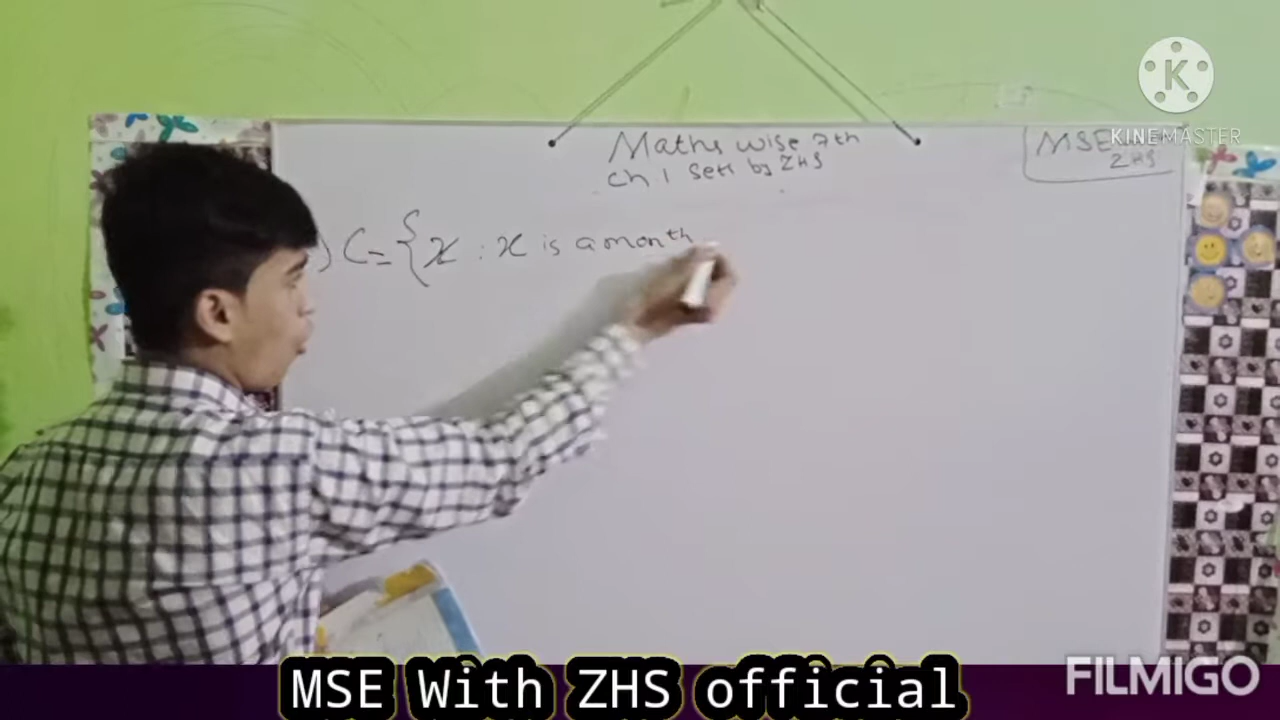 Maths wise 7th
Ch 1 Sets by ZHS
MSE
ZHS
KINEMASTER
) C = { x : x is a month
MSE With ZHS official
FILMIGO